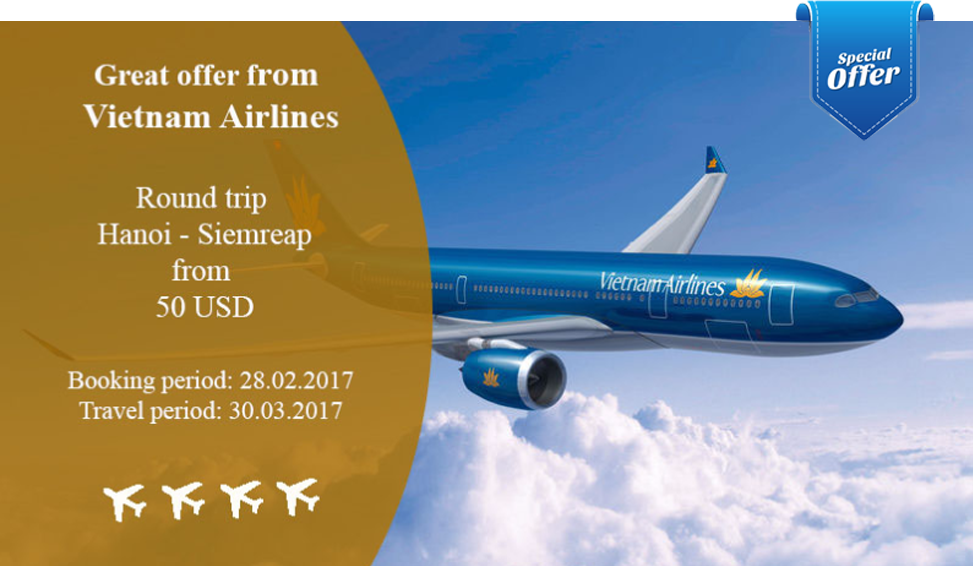 Great offer from
Vietnam Airlines
Round trip
Hanoi - Siemreap
from
50 USD
Booking period: 28.02.2017
Travel period: 30.03.2017
Special
Offer
Vietnam Airlines